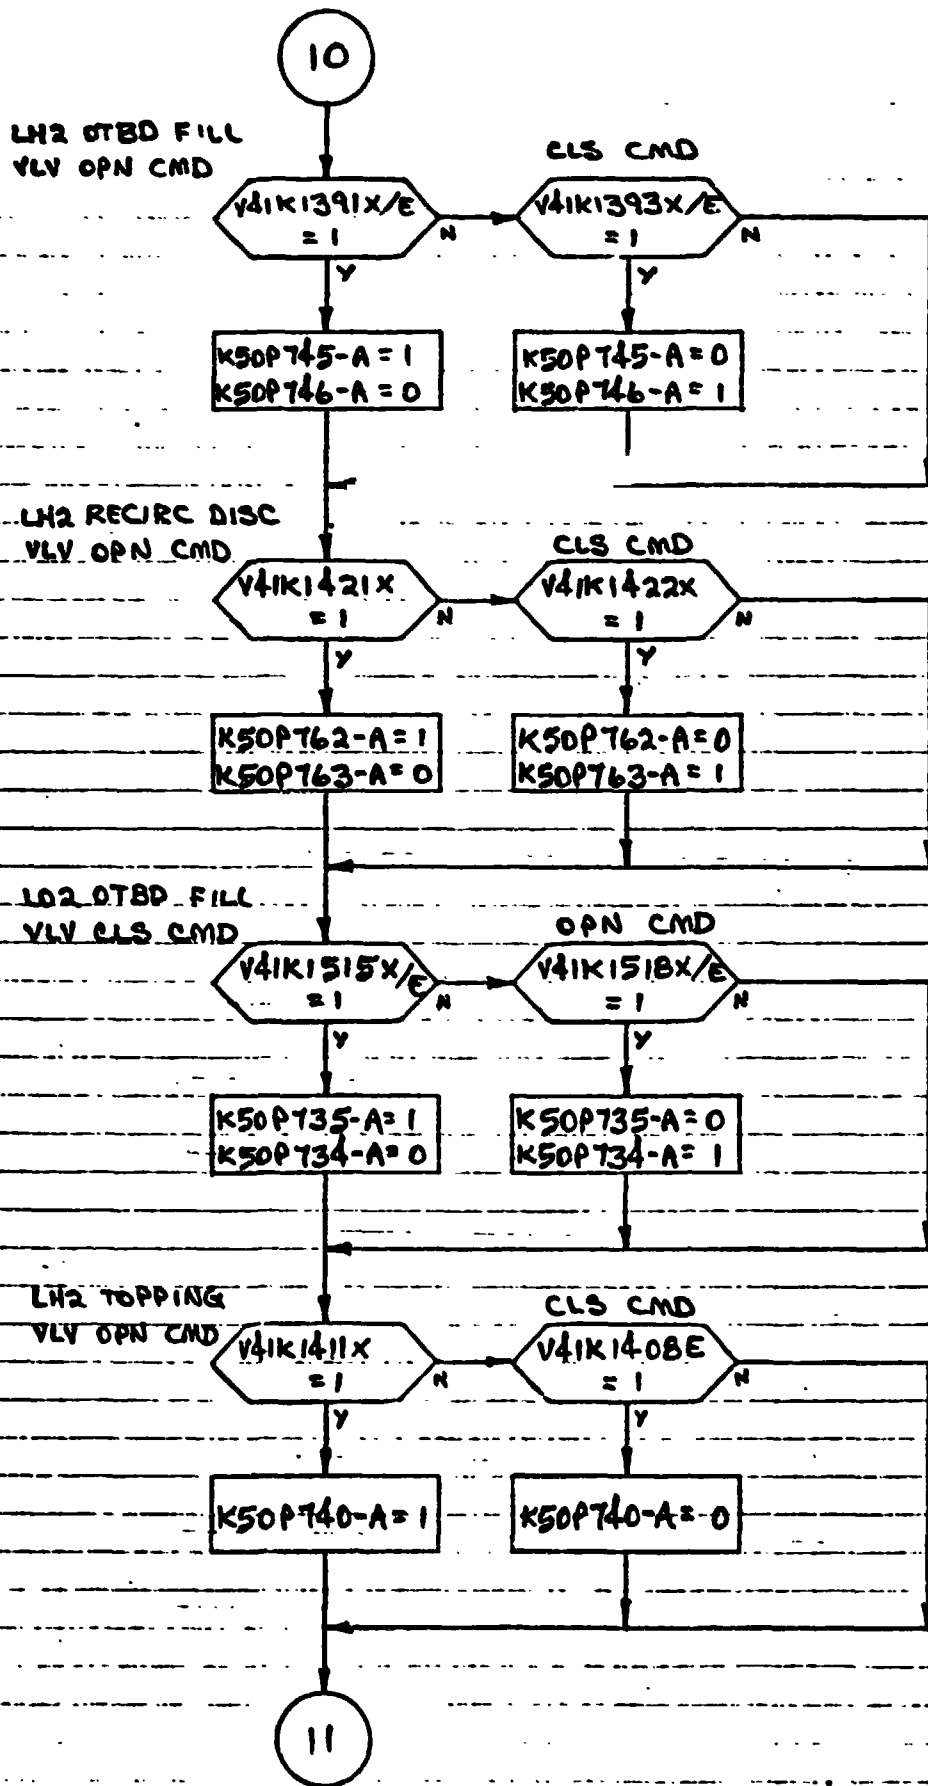 10
LH2 OTBD FILL
VLV OPN CMD
CLS CMD
V41K1391X/E
= 1
N
Y
V41K1393X/E
= 1
N
Y
K50P745-A = 1
K50P746-A = 0
K50P745-A = 0
K50P746-A = 1
LH2 RECIRC DISC
VLV OPN CMD
CLS CMD
V41K1421X
= 1
N
Y
V41K1422X
= 1
N
Y
K50P762-A = 1
K50P763-A = 0
K50P762-A = 0
K50P763-A = 1
LO2 OTBD FILL
VLV CLS CMD
OPN CMD
V41K1515X/E
= 1
N
Y
V41K1518X/E
= 1
N
Y
K50P735-A = 1
K50P734-A = 0
K50P735-A = 0
K50P734-A = 1
LH2 TOPPING
VLV OPN CMD
CLS CMD
V41K1411X
= 1
N
Y
V41K1408E
= 1
N
Y
K50P740-A = 1
K50P740-A = 0
11